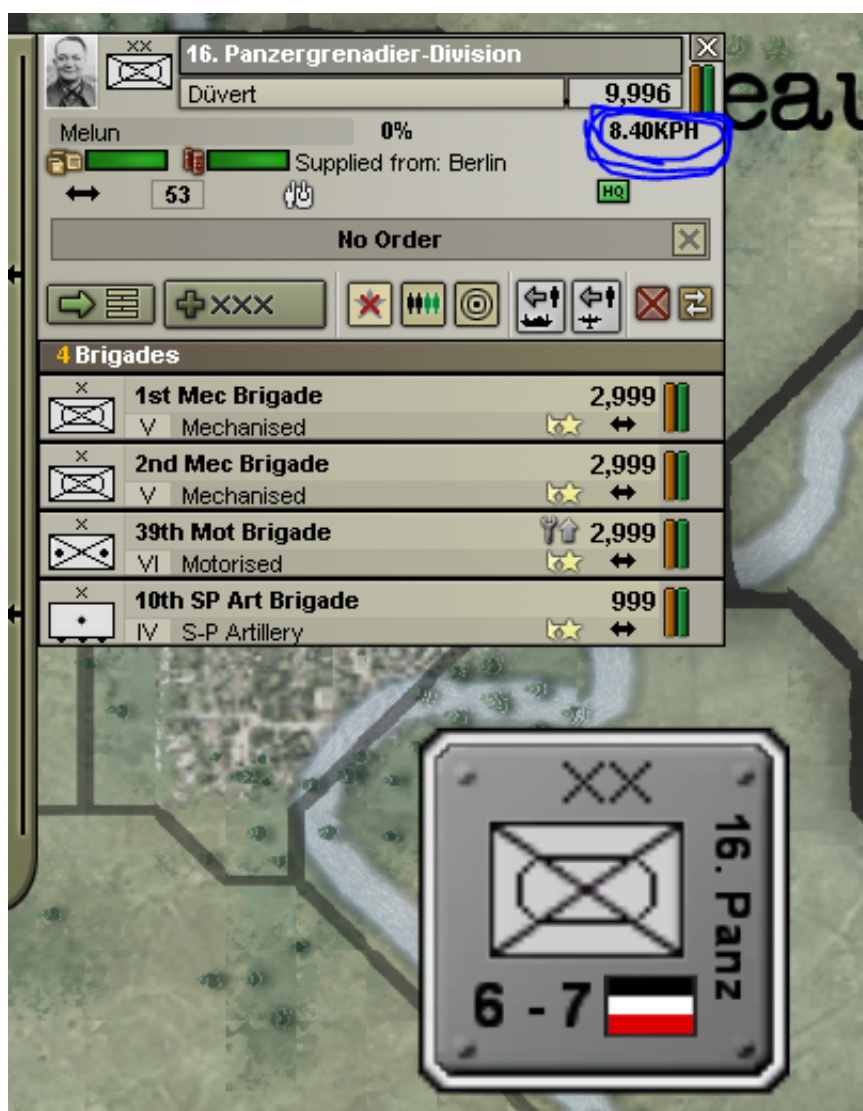 XX
16. Panzergrenadier-Division
Düvert 9,996
Melun 0% 8.40KPH
Supplied from: Berlin
53 HQ
No Order
XXX
4 Brigades
X 1st Mec Brigade 2,999
V Mechanised
X 2nd Mec Brigade 2,999
V Mechanised
X 39th Mot Brigade 2,999
VI Motorised
X 10th SP Art Brigade 999
IV S-P Artillery
eau
XX
16. Panz
6 - 7